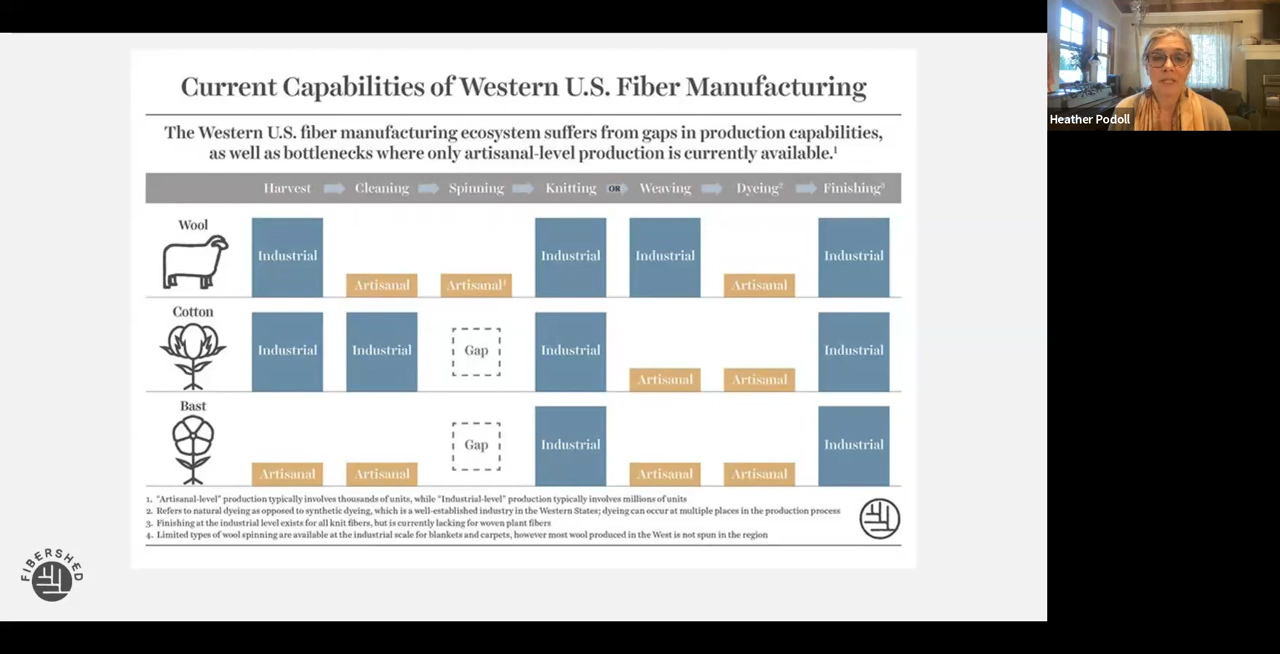 Current Capabilities of Western U.S. Fiber Manufacturing
The Western U.S. fiber manufacturing ecosystem suffers from gaps in production capabilities,
as well as bottlenecks where only artisanal-level production is currently available.¹
Harvest Cleaning Spinning Knitting OR Weaving Dyeing² Finishing³
Wool
Industrial Artisanal Artisanal⁴ Industrial Industrial Artisanal Industrial
Cotton
Industrial Industrial Gap Industrial Artisanal Artisanal Industrial
Bast
Artisanal Artisanal Gap Industrial Artisanal Artisanal Industrial
1. "Artisanal-level" production typically involves thousands of units, while "Industrial-level" production typically involves millions of units
2. Refers to natural dyeing as opposed to synthetic dyeing, which is a well-established industry in the Western States; dyeing can occur at multiple places in the production process
3. Finishing at the industrial level exists for all knit fibers, but is currently lacking for woven plant fibers
4. Limited types of wool spinning are available at the industrial scale for blankets and carpets, however most wool produced in the West is not spun in the region
FIBERSHED
Heather Podoll